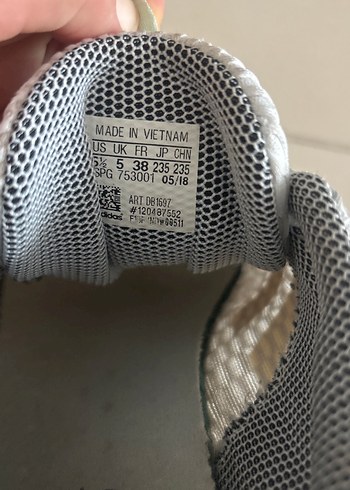 MADE IN VIETNAM
US UK FR JP CHN
5½ 5 38 235 235
SPG 753001 05/18
ART DB1597
#120487552
adidas